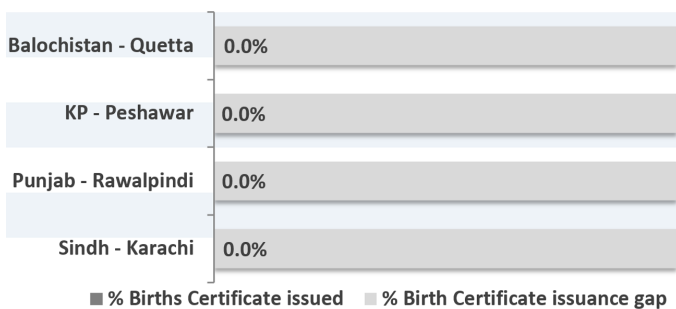 Balochistan - Quetta 0.0%
KP - Peshawar 0.0%
Punjab - Rawalpindi 0.0%
Sindh - Karachi 0.0%
% Births Certificate issued % Birth Certificate issuance gap